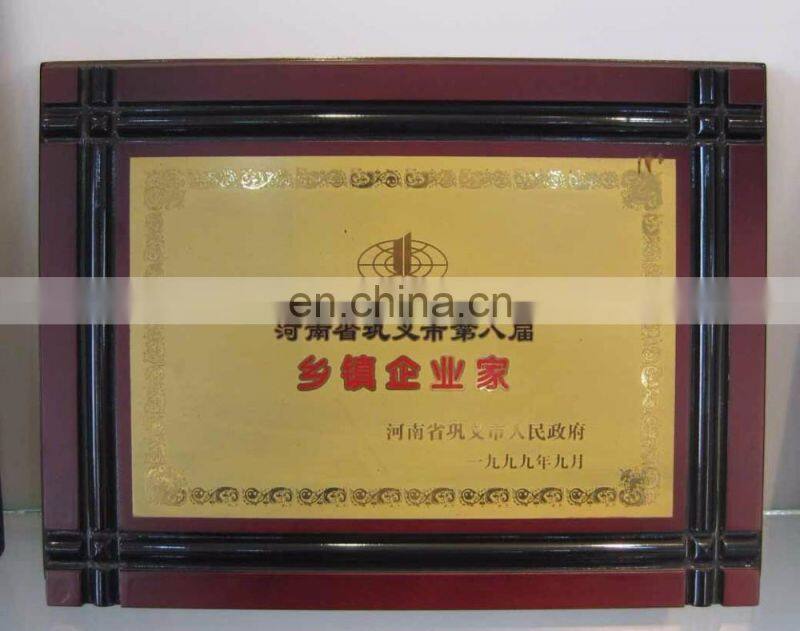 en.china.cn
河南省巩义市第八届
乡镇企业家
河南省巩义市人民政府
一九九九年九月